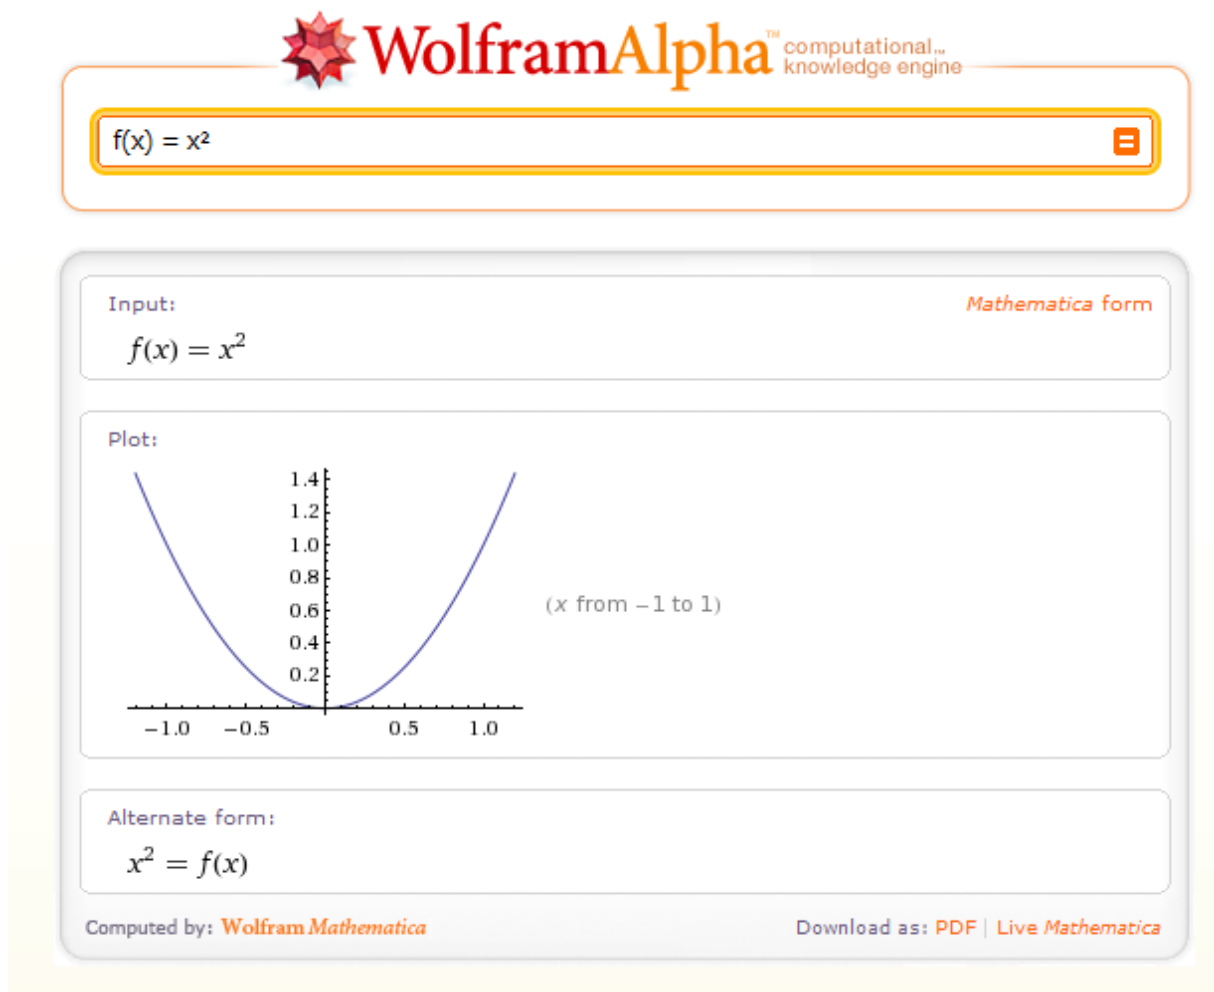 WolframAlpha™ computational... knowledge engine
f(x) = x²
Input:
Mathematica form
f(x) = x²
Plot:
1.4
1.2
1.0
0.8
0.6
0.4
0.2
−1.0 −0.5 0.5 1.0
(x from −1 to 1)
Alternate form:
x² = f(x)
Computed by: Wolfram Mathematica
Download as: PDF | Live Mathematica